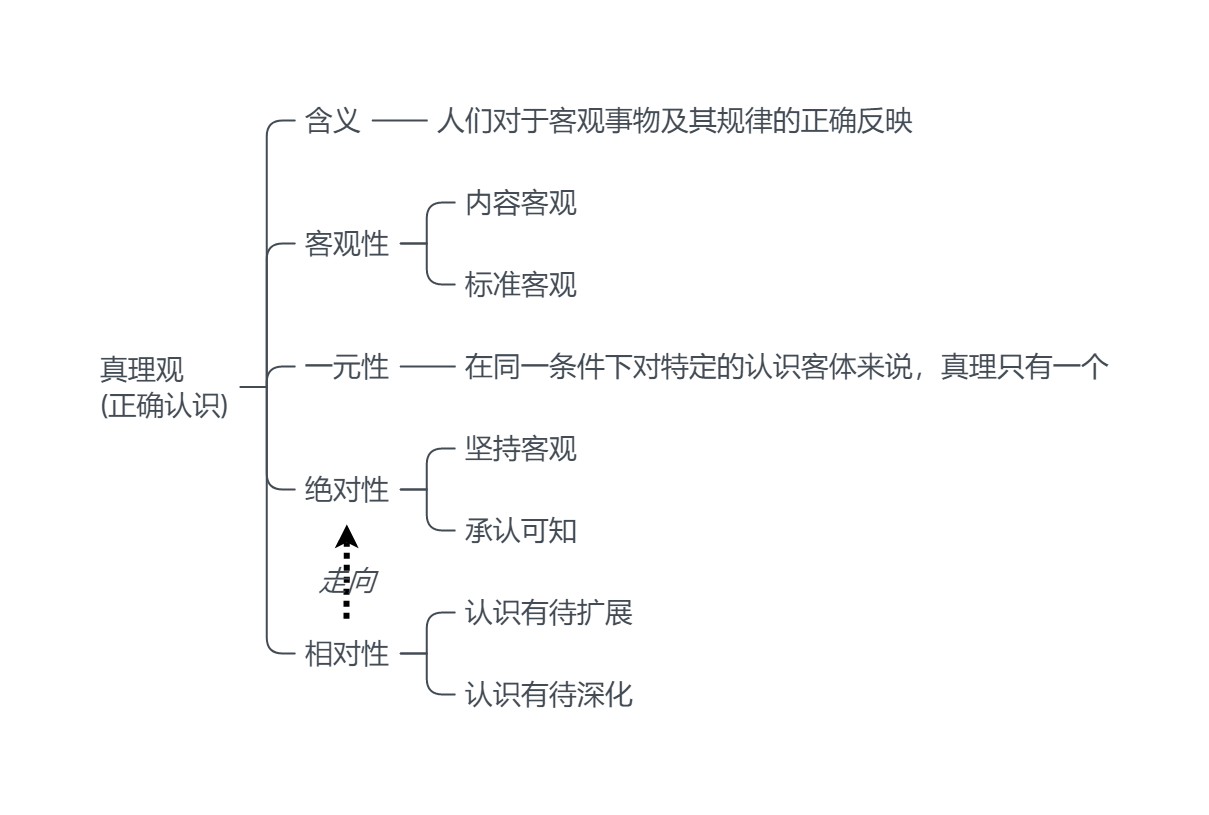 含义
人们对于客观事物及其规律的正确反映
内容客观
客观性
标准客观
真理观
(正确认识)
一元性
在同一条件下对特定的认识客体来说，真理只有一个
坚持客观
绝对性
承认可知
走向
认识有待扩展
相对性
认识有待深化